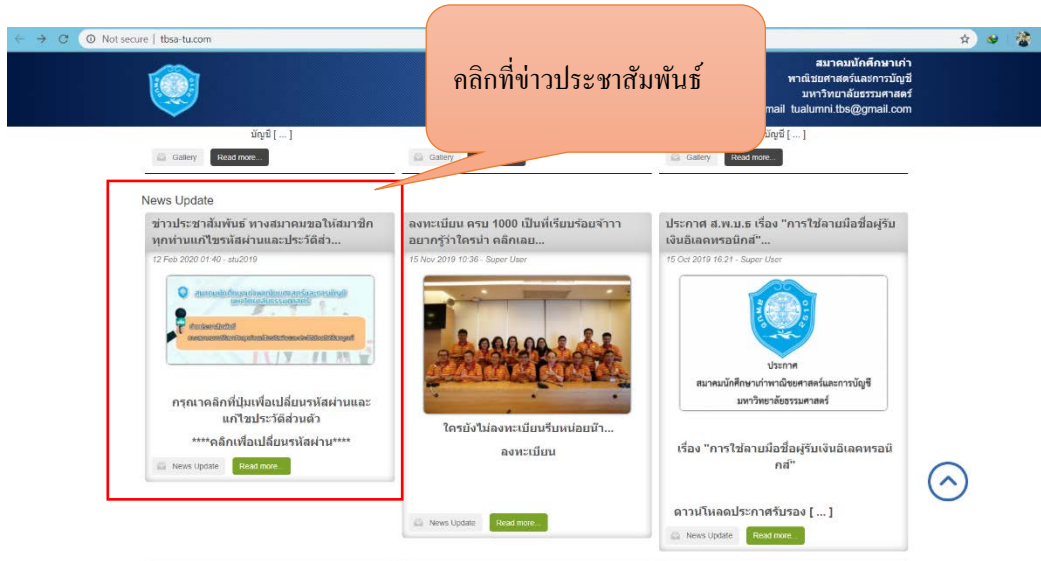 Not secure | tbsa-tu.com
คลิกที่ข่าวประชาสัมพันธ์
สมาคมนักศึกษาเก่า
พาณิชยศาสตร์และการบัญชี
มหาวิทยาลัยธรรมศาสตร์
mail tualumni.tbs@gmail.com
บัญชี [ ... ]
Gallery Read more...
Gallery
บัญชี [ ... ]
Gallery Read more...
News Update
ข่าวประชาสัมพันธ์ ทางสมาคมขอให้สมาชิก
ทุกท่านแก้ไขรหัสผ่านและประวัติส่ว...
12 Feb 2020 01:40 - stu2019
กรุณาคลิกที่ปุ่มเพื่อเปลี่ยนรหัสผ่านและ
แก้ไขประวัติส่วนตัว
****คลิกเพื่อเปลี่ยนรหัสผ่าน****
News Update Read more...
ลงทะเบียน ครบ 1000 เป็นที่เรียบร้อยจ้าาา
อยากรู้ว่าใครน่า คลิกเลย...
15 Nov 2019 10:36 - Super User
ใครยังไม่ลงทะเบียนรีบหน่อยน๊า...
ลงทะเบียน
News Update Read more...
ประกาศ ส.พ.บ.ธ เรื่อง "การใช้ลายมือชื่อผู้รับ
เงินอิเลคทรอนิกส์"...
15 Oct 2019 16:21 - Super User
ประกาศ
สมาคมนักศึกษาเก่าพาณิชยศาสตร์และการบัญชี
มหาวิทยาลัยธรรมศาสตร์
เรื่อง "การใช้ลายมือชื่อผู้รับเงินอิเลคทรอนิ
กส์"
ดาวน์โหลดประกาศรับรอง [ ... ]
News Update Read more...